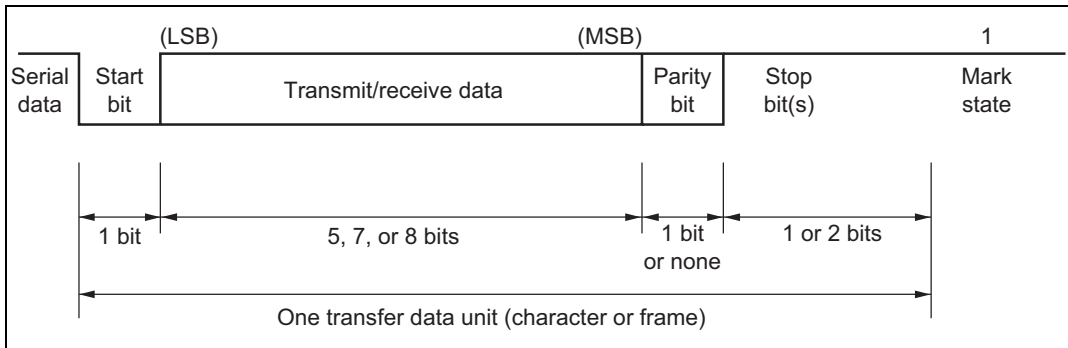 (LSB) (MSB) 1
Serial data
Start bit
Transmit/receive data
Parity bit
Stop bit(s)
Mark state
1 bit
5, 7, or 8 bits
1 bit or none
1 or 2 bits
One transfer data unit (character or frame)